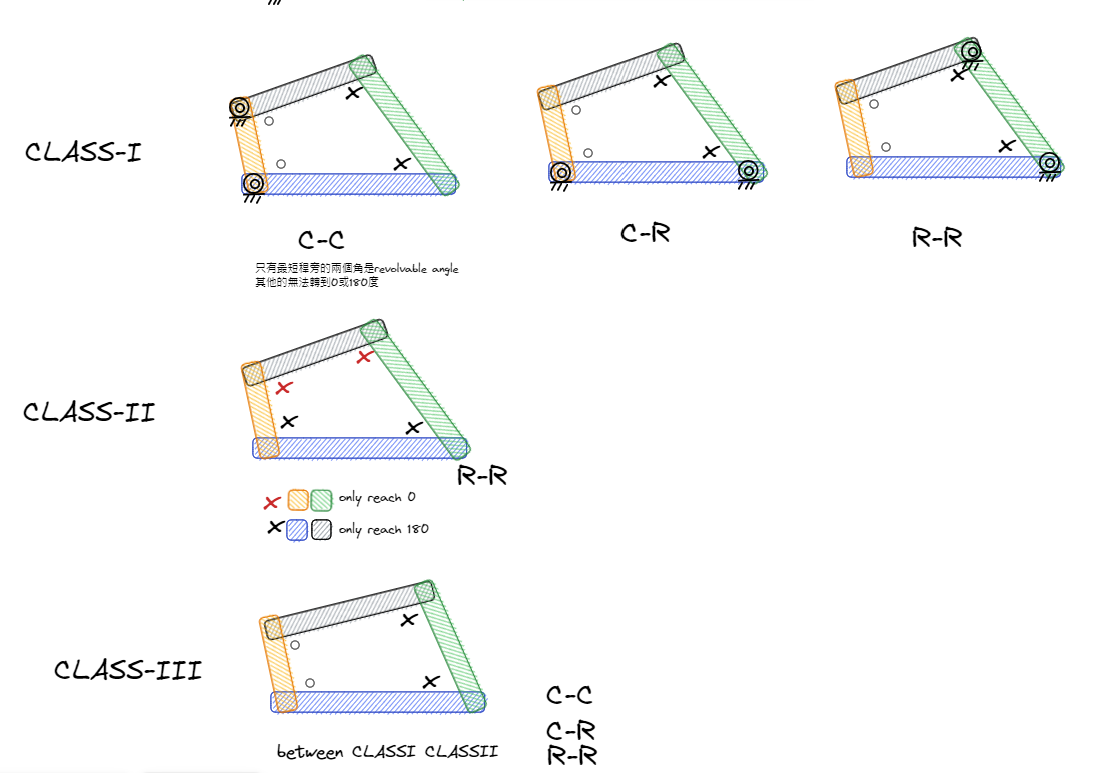 CLASS-I
C-C
C-R
R-R
只有最短桿旁的兩個角是revolvable angle
其他的無法轉到0或180度
CLASS-II
R-R
only reach 0
only reach 180
CLASS-III
C-C
C-R
R-R
between CLASSI CLASSII